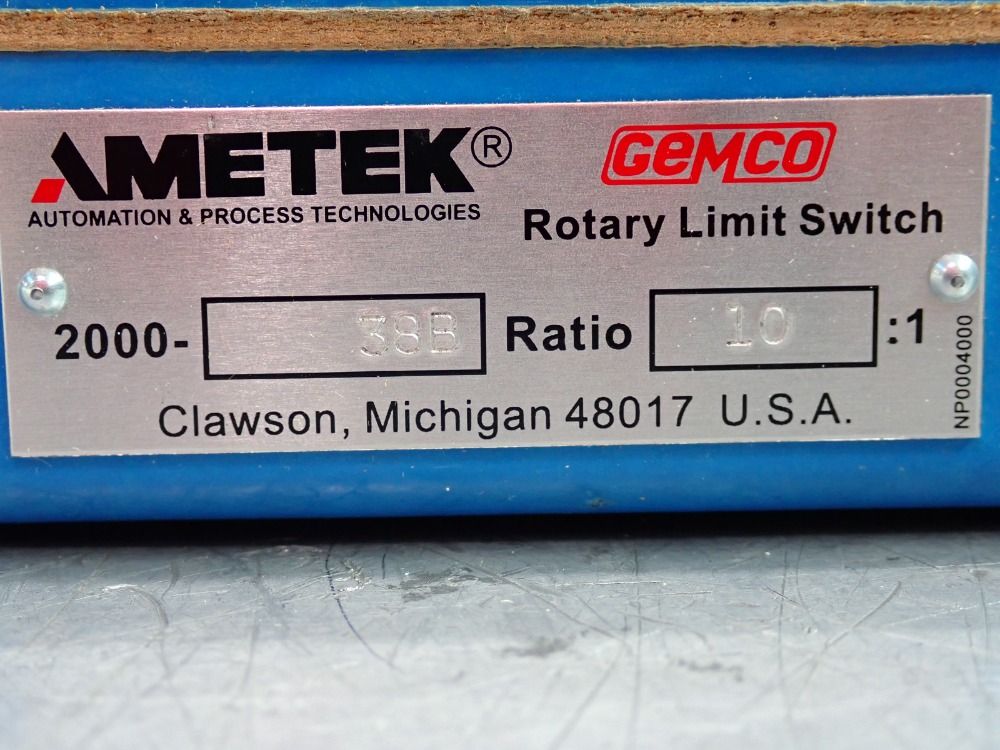 AMETEK®
AUTOMATION & PROCESS TECHNOLOGIES
GEMCO
Rotary Limit Switch
2000- 38B Ratio 10 :1
Clawson, Michigan 48017 U.S.A.
NP0004000